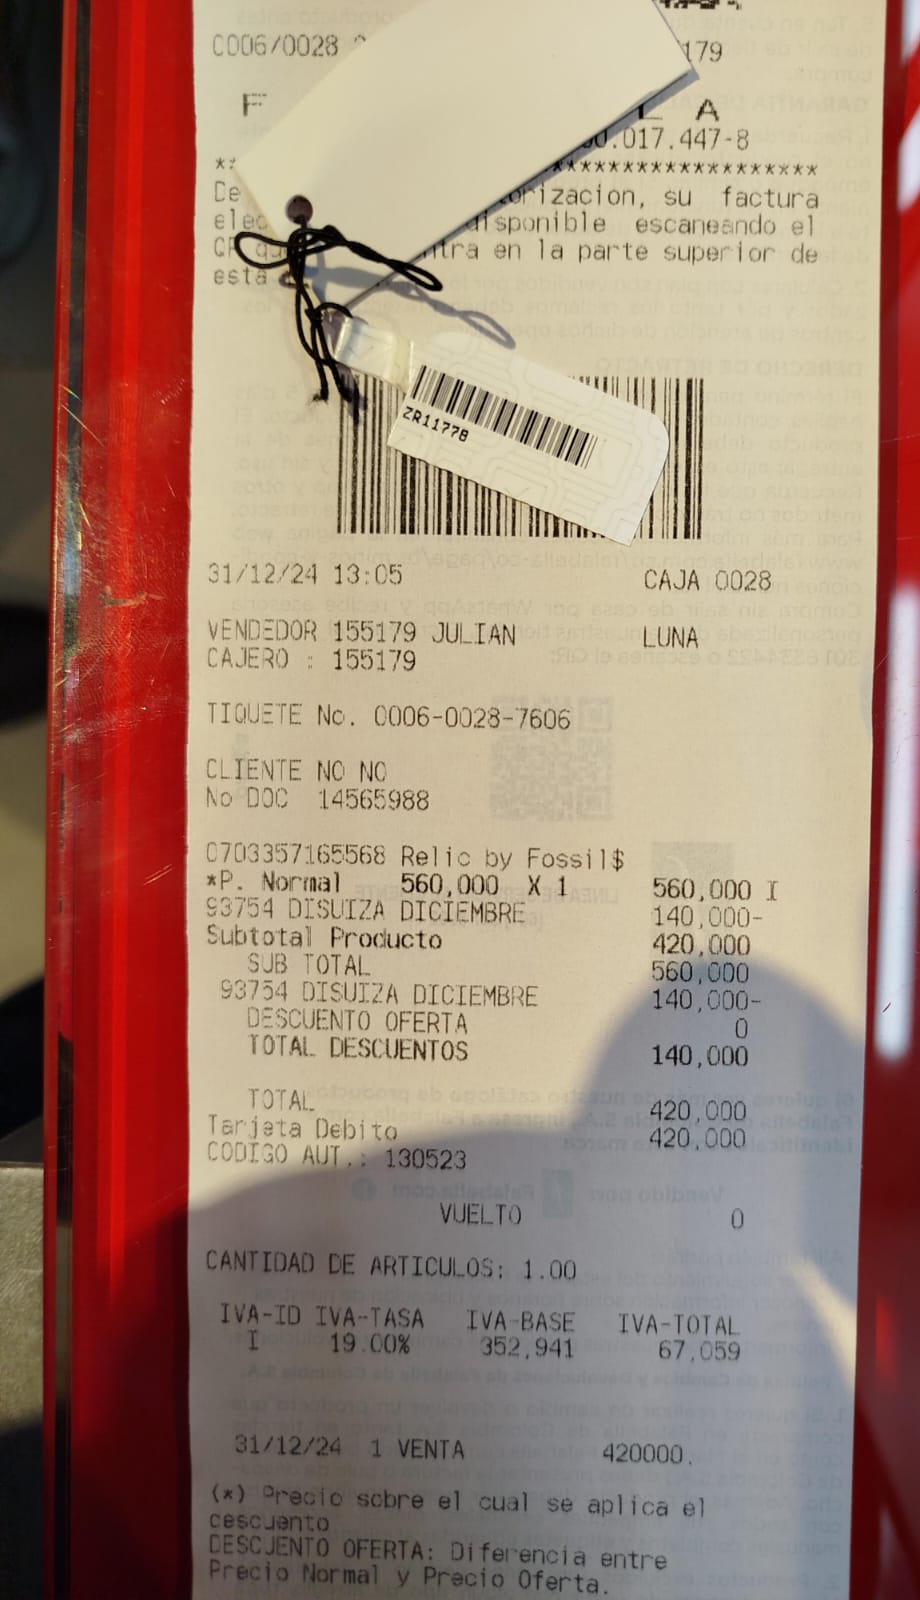 C006/0028 179
F L A
.017.447-8
******************
De orizacion, su factura
elec disponible escaneando el
QR qu ntra en la parte superior de
esta
ZR11778
31/12/24 13:05 CAJA 0028
VENDEDOR 155179 JULIAN LUNA
CAJERO : 155179
TIQUETE No. 0006-0028-7606
CLIENTE NO NO
No DOC 14565988
0703357165568 Relic by Fossil$
*P. Normal 560,000 X 1 560,000 I
93754 DISUIZA DICIEMBRE 140,000-
Subtotal Producto 420,000
SUB TOTAL 560,000
93754 DISUIZA DICIEMBRE 140,000-
DESCUENTO OFERTA 0
TOTAL DESCUENTOS 140,000
TOTAL 420,000
Tarjeta Debito 420,000
CODIGO AUT.: 130523
VUELTO 0
CANTIDAD DE ARTICULOS: 1.00
IVA-ID IVA-TASA IVA-BASE IVA-TOTAL
I 19.00% 352,941 67,059
31/12/24 1 VENTA 420000.
(*) Precio sobre el cual se aplica el
descuento
DESCUENTO OFERTA: Diferencia entre
Precio Normal y Precio Oferta.